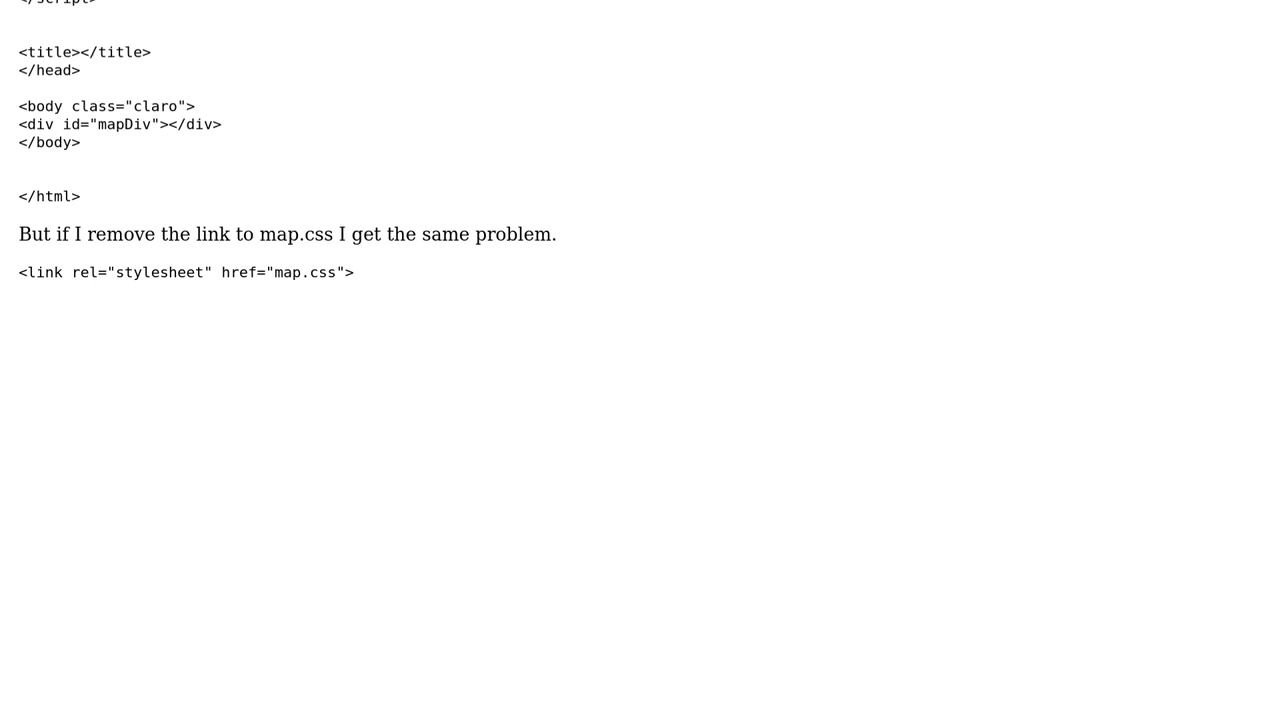 </script>
<title></title>
</head>
<body class="claro">
<div id="mapDiv"></div>
</body>
</html>
But if I remove the link to map.css I get the same problem.
<link rel="stylesheet" href="map.css">